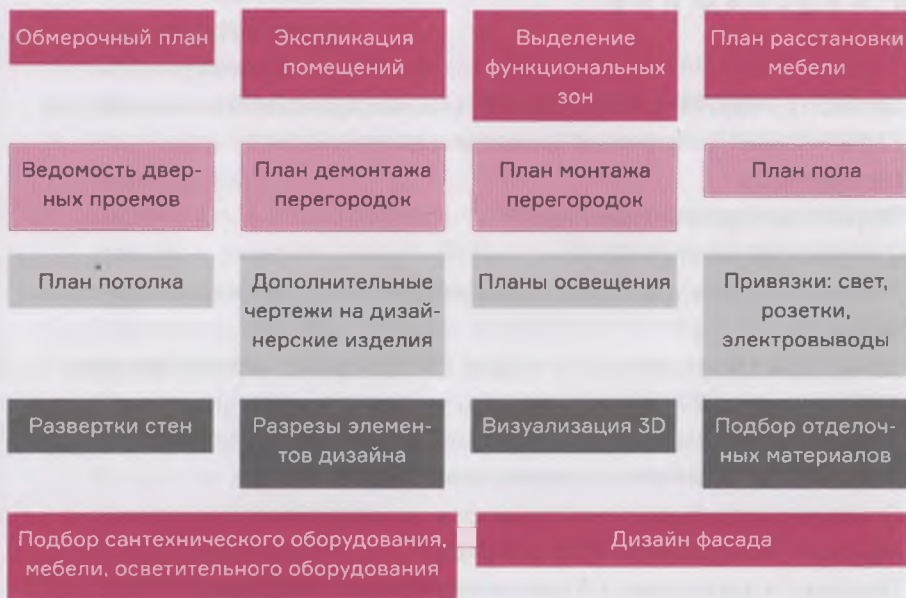 Обмерочный план
Экспликация
помещений
Выделение
функциональных
зон
План расстановки
мебели
Ведомость двер-
ных проемов
План демонтажа
перегородок
План монтажа
перегородок
План пола
План потолка
Дополнительные
чертежи на дизай-
нерские изделия
Планы освещения
Привязки: свет,
розетки,
электровыводы
Развертки стен
Разрезы элемен-
тов дизайна
Визуализация 3D
Подбор отделоч-
ных материалов
Подбор сантехнического оборудования,
мебели, осветительного оборудования
Дизайн фасада